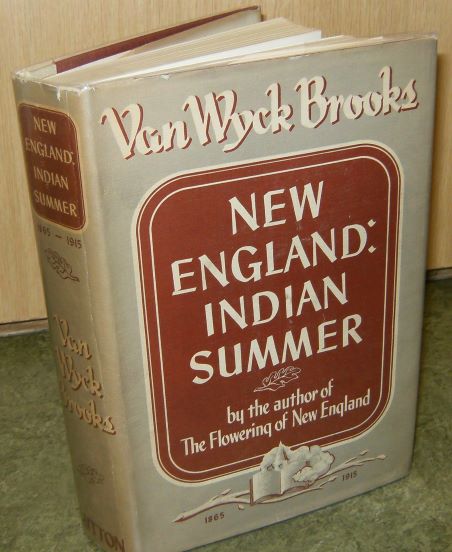 NEW
ENGLAND:
INDIAN
SUMMER
1865 – 1915
Van
Wyck
Brooks
Van Wyck Brooks
NEW
ENGLAND:
INDIAN
SUMMER
by the author of
The Flowering of New England
1865 1915